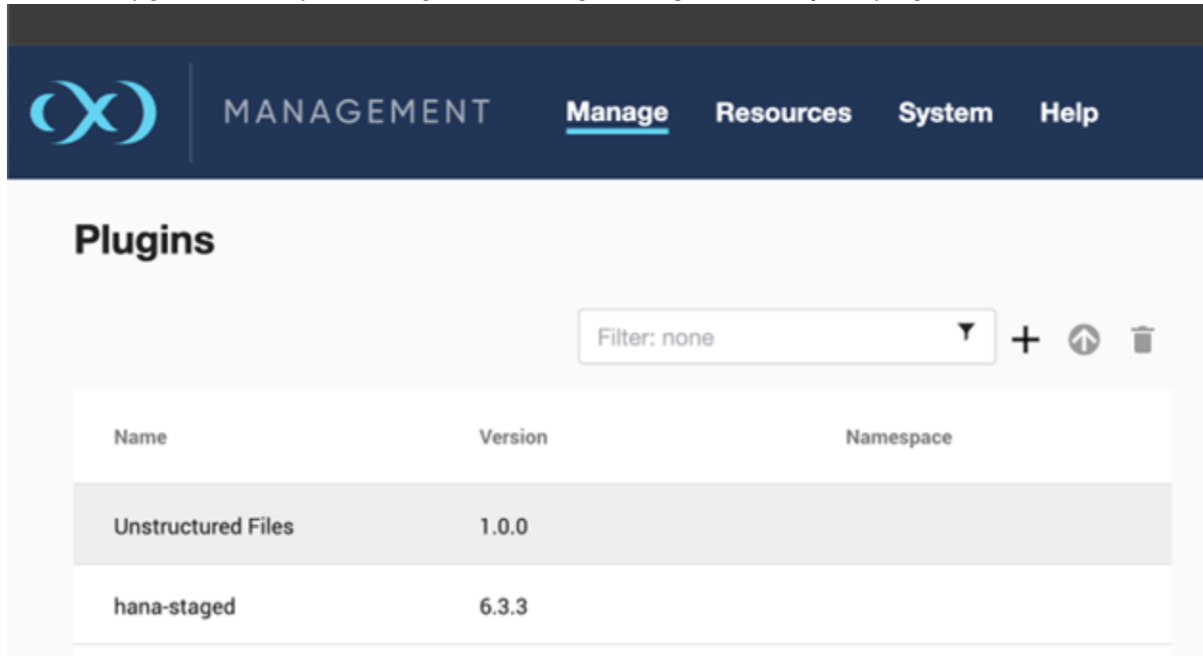 MANAGEMENT Manage Resources System Help
Plugins
Filter: none
Name Version Namespace
Unstructured Files 1.0.0
hana-staged 6.3.3